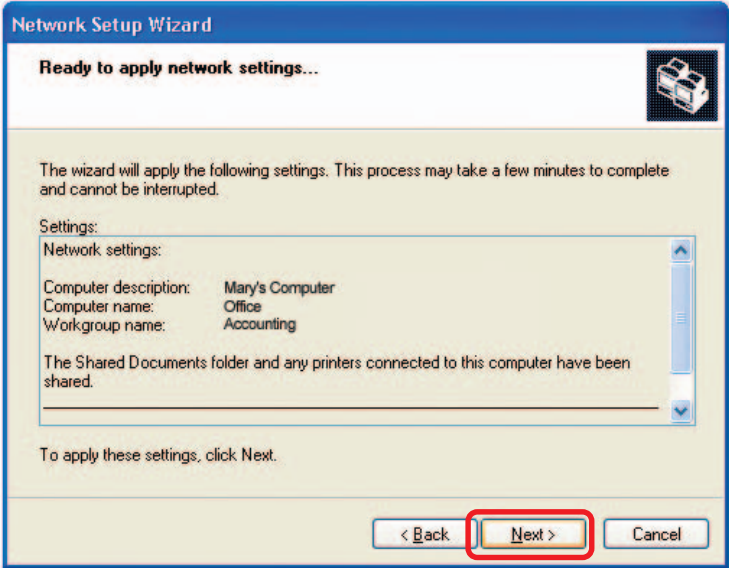 Network Setup Wizard
Ready to apply network settings...
The wizard will apply the following settings. This process may take a few minutes to complete
and cannot be interrupted.
Settings:
Network settings:
Computer description: Mary's Computer
Computer name: Office
Workgroup name: Accounting
The Shared Documents folder and any printers connected to this computer have been
shared.
To apply these settings, click Next.
< Back Next > Cancel